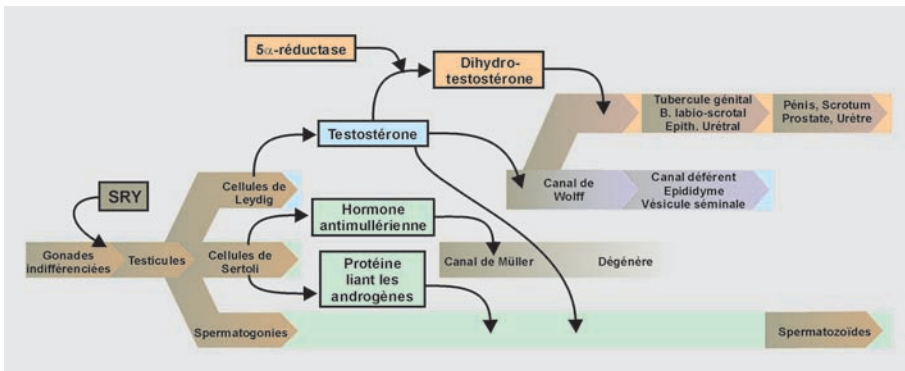 5α-réductase
Dihydro-
testostérone
Tubercule génital
B. labio-scrotal
Epith. Urétral
Pénis, Scrotum
Prostate, Urètre
Testostérone
Cellules de
Leydig
Canal de
Wolff
Canal déférent
Epididyme
Vésicule séminale
SRY
Hormone
antimullérienne
Gonades
indifférenciées
Testicules
Cellules de
Sertoli
Canal de Müller
Dégénère
Protéine
liant les
androgènes
Spermatogonies
Spermatozoïdes